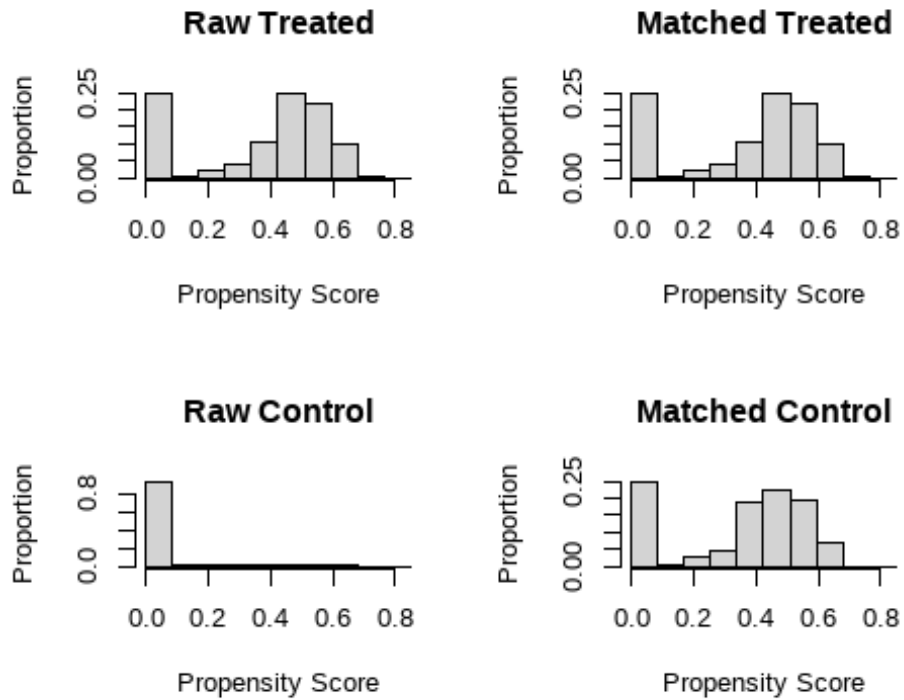 Raw Treated
Proportion
0.00 0.25
0.0 0.2 0.4 0.6 0.8
Propensity Score
Matched Treated
Proportion
0.00 0.25
0.0 0.2 0.4 0.6 0.8
Propensity Score
Raw Control
Proportion
0.0 0.8
0.0 0.2 0.4 0.6 0.8
Propensity Score
Matched Control
Proportion
0.00 0.25
0.0 0.2 0.4 0.6 0.8
Propensity Score